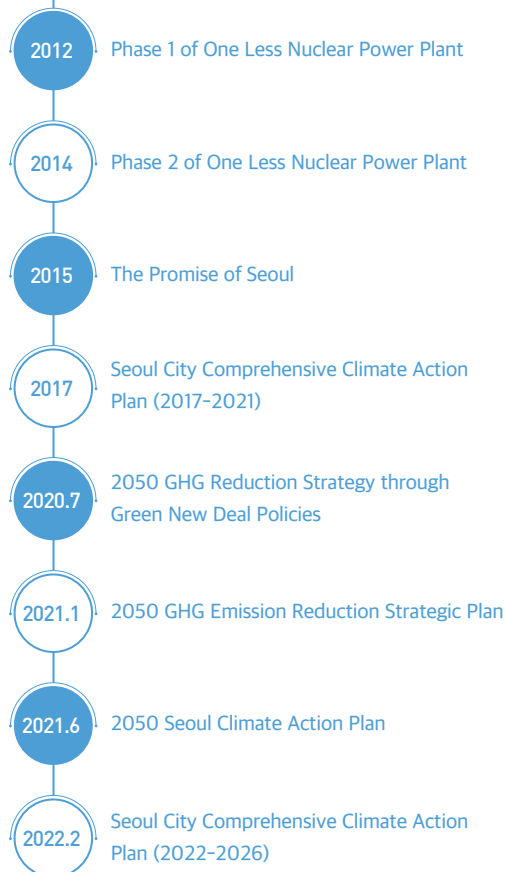 2012
Phase 1 of One Less Nuclear Power Plant
2014
Phase 2 of One Less Nuclear Power Plant
2015
The Promise of Seoul
2017
Seoul City Comprehensive Climate Action
Plan (2017-2021)
2020.7
2050 GHG Reduction Strategy through
Green New Deal Policies
2021.1
2050 GHG Emission Reduction Strategic Plan
2021.6
2050 Seoul Climate Action Plan
2022.2
Seoul City Comprehensive Climate Action
Plan (2022-2026)